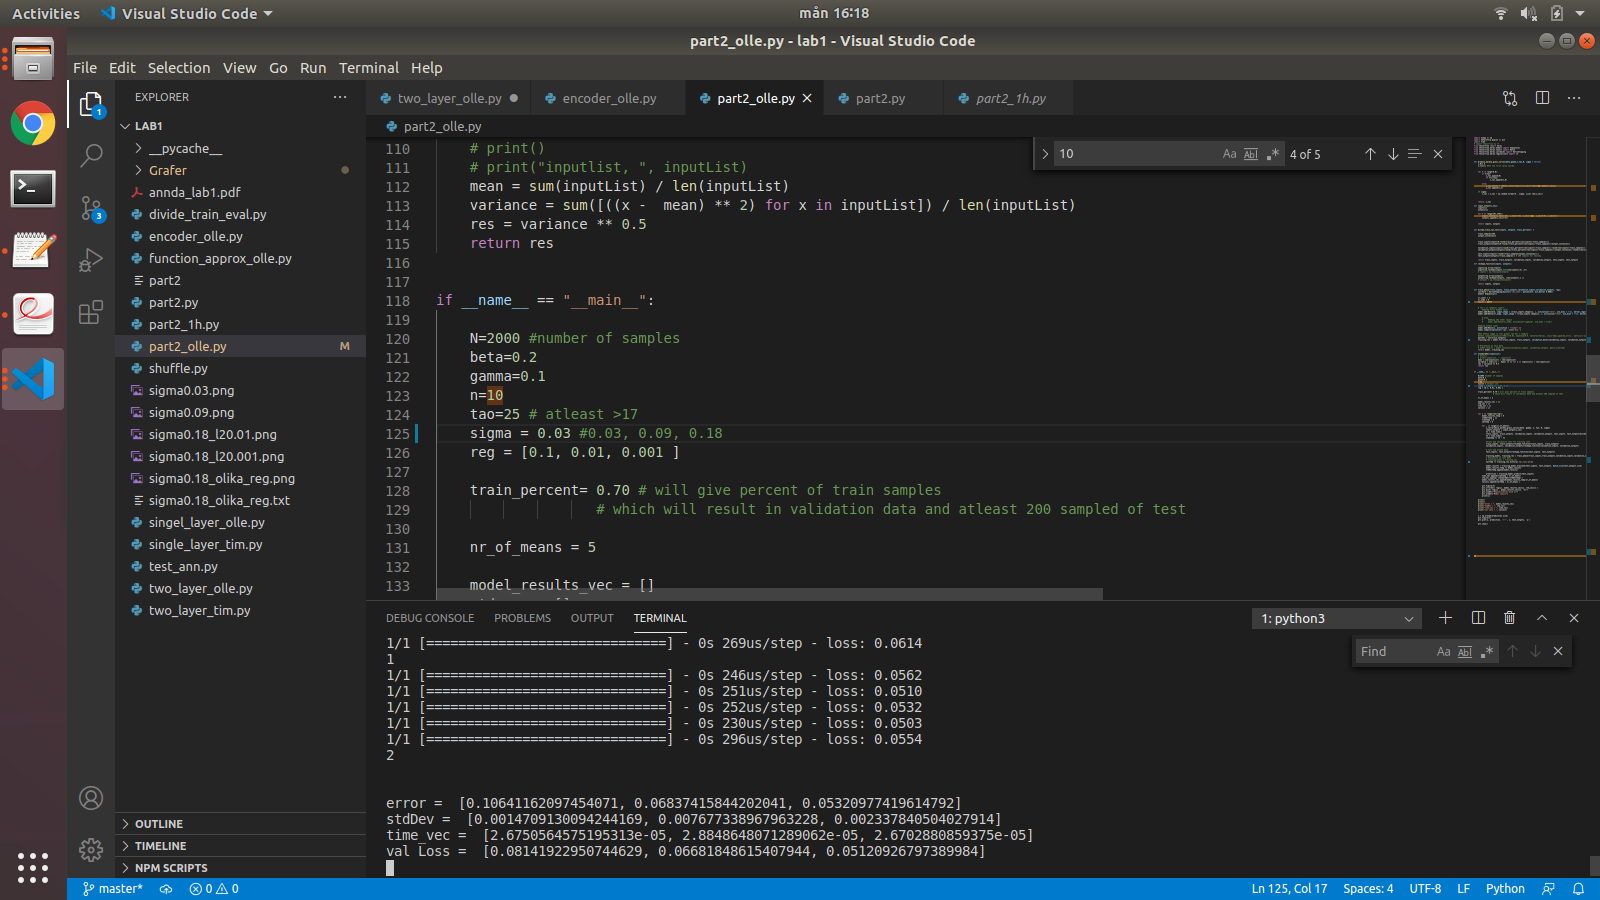 Activities
Visual Studio Code
mån 16:18
part2_olle.py - lab1 - Visual Studio Code
File Edit Selection View Go Run Terminal Help
EXPLORER
LAB1
__pycache__
Grafer
annda_lab1.pdf
divide_train_eval.py
encoder_olle.py
function_approx_olle.py
part2
part2.py
part2_1h.py
part2_olle.py M
shuffle.py
sigma0.03.png
sigma0.09.png
sigma0.18_l20.01.png
sigma0.18_l20.001.png
sigma0.18_olika_reg.png
sigma0.18_olika_reg.txt
singel_layer_olle.py
single_layer_tim.py
test_ann.py
two_layer_olle.py
two_layer_tim.py
OUTLINE
TIMELINE
NPM SCRIPTS
1
3
two_layer_olle.py
encoder_olle.py
part2_olle.py
part2.py
part2_1h.py
part2_olle.py
10
Aa Abl .*
4 of 5
110 # print()
111 # print("inputlist, ", inputList)
112 mean = sum(inputList) / len(inputList)
113 variance = sum([((x -  mean) ** 2) for x in inputList]) / len(inputList)
114 res = variance ** 0.5
115 return res
116
117
118 if __name__ == "__main__":
119
120 N=2000 #number of samples
121 beta=0.2
122 gamma=0.1
123 n=10
124 tao=25 # atleast >17
125 sigma = 0.03 #0.03, 0.09, 0.18
126 reg = [0.1, 0.01, 0.001 ]
127
128 train_percent= 0.70 # will give percent of train samples
129 # which will result in validation data and atleast 200 sampled of test
130
131 nr_of_means = 5
132
133 model_results_vec = []
DEBUG CONSOLE PROBLEMS OUTPUT TERMINAL
1: python3
Find
Aa Abl .*
1/1 [==============================] - 0s 269us/step - loss: 0.0614
1
1/1 [==============================] - 0s 246us/step - loss: 0.0562
1/1 [==============================] - 0s 251us/step - loss: 0.0510
1/1 [==============================] - 0s 252us/step - loss: 0.0532
1/1 [==============================] - 0s 230us/step - loss: 0.0503
1/1 [==============================] - 0s 296us/step - loss: 0.0554
2
error =  [0.10641162097454071, 0.06837415844202041, 0.05320977419614792]
stdDev =  [0.0014709130094244169, 0.007677338967963228, 0.002337840504027914]
time_vec =  [2.6750564575195313e-05, 2.8848648071289062e-05, 2.6702880859375e-05]
val Loss =  [0.08141922950744629, 0.06681848615407944, 0.05120926797389984]
master*
0 0
Ln 125, Col 17
Spaces: 4
UTF-8
LF
Python